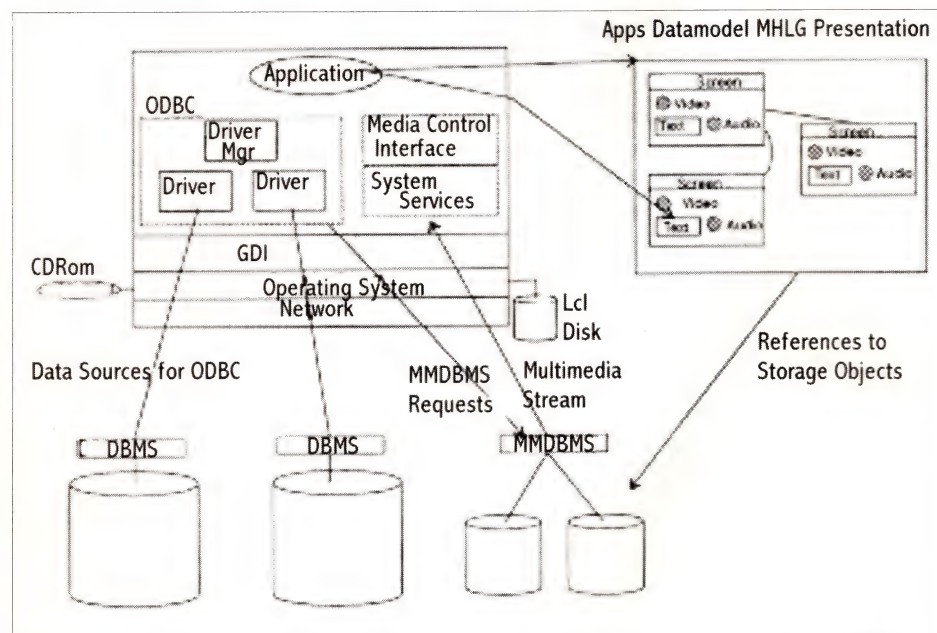 Apps Datamodel MHLG Presentation
Application
ODBC
Driver
Mgr
Driver
Driver
Media Control
Interface
System
Services
GDI
Operating System
Network
CDRom
Lcl
Disk
Screen
Video
Text
Audio
Screen
Video
Text
Audio
Screen
Video
Text
Audio
Data Sources for ODBC
MMDBMS
Requests
Multimedia
Stream
References to
Storage Objects
DBMS
DBMS
MMDBMS